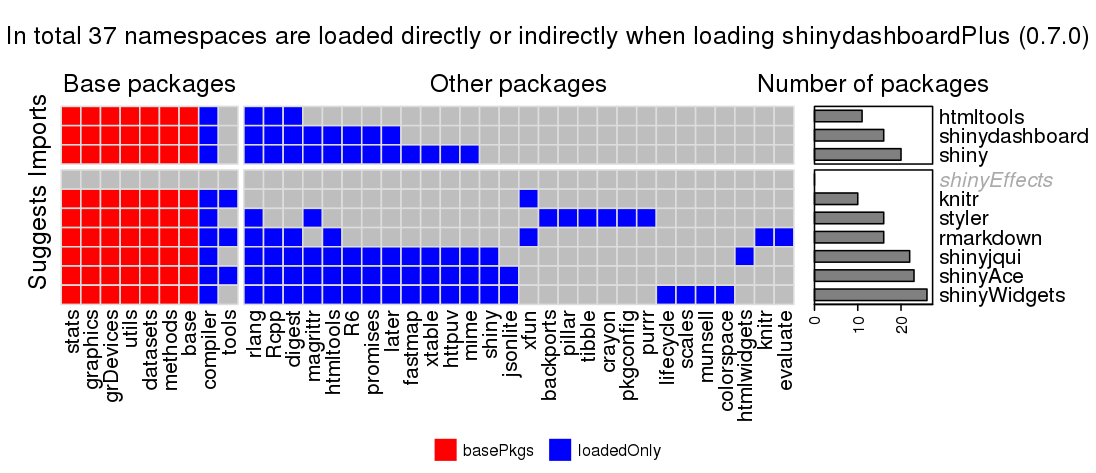 In total 37 namespaces are loaded directly or indirectly when loading shinydashboardPlus (0.7.0)
Base packages
Other packages
Number of packages
Imports
Suggests
htmltools
shinydashboard
shiny
shinyEffects
knitr
styler
rmarkdown
shinyjqui
shinyAce
shinyWidgets
0
10
20
stats
graphics
grDevices
utils
datasets
methods
base
compiler
tools
rlang
Rcpp
digest
magrittr
htmltools
R6
promises
later
fastmap
xtable
httpuv
mime
shiny
jsonlite
xfun
backports
pillar
tibble
crayon
pkgconfig
purrr
lifecycle
scales
munsell
colorspace
htmlwidgets
knitr
evaluate
basePkgs
loadedOnly